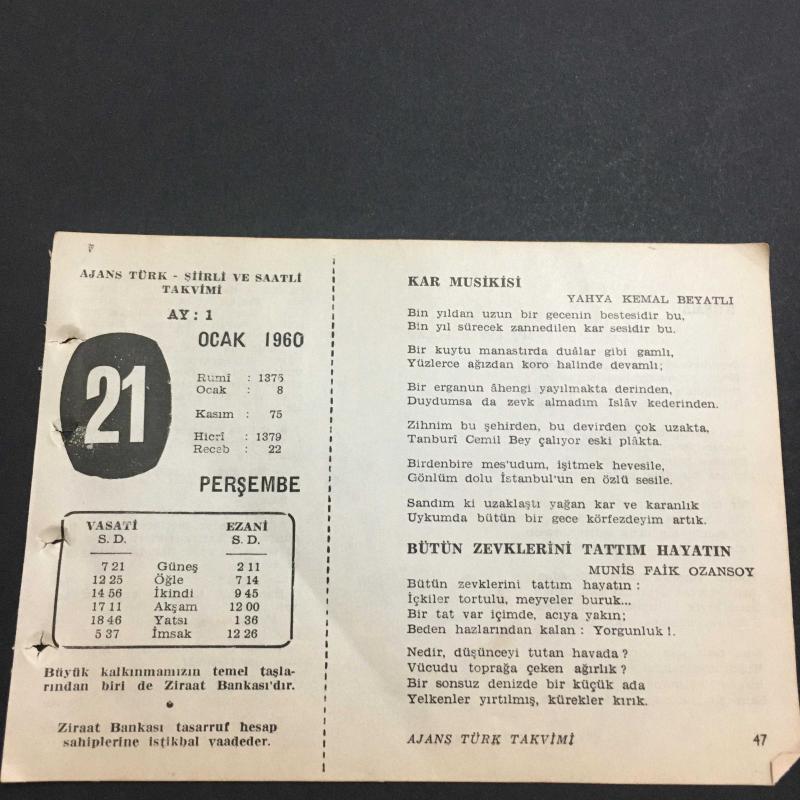 AJANS TÜRK - ŞİİRLİ VE SAATLİ
TAKVİMİ
AY : 1
OCAK 1960
21
Rumî : 1375
Ocak : 8
Kasım : 75
Hicrî : 1379
Receb : 22
PERŞEMBE
VASATİ EZANİ
S. D. S. D.
7 21 Güneş 2 11
12 25 Öğle 7 14
14 56 İkindi 9 45
17 11 Akşam 12 00
18 46 Yatsı 1 36
5 37 İmsak 12 26
Büyük kalkınmamızın temel taşla-
rından biri de Ziraat Bankası'dır.
Ziraat Bankası tasarruf hesap
sahiplerine istikbal vaadeder.
KAR MUSIKİSİ
YAHYA KEMAL BEYATLI
Bin yıldan uzun bir gecenin bestesidir bu,
Bin yıl sürecek zannedilen kar sesidir bu.
Bir kuytu manastırda duâlar gibi gamlı,
Yüzlerce ağızdan koro halinde devamlı;
Bir erganun âhengi yayılmakta derinden,
Duydumsa da zevk almadım Islâv kederinden.
Zihnim bu şehirden, bu devirden çok uzakta,
Tanburî Cemil Bey çalıyor eski plâkta.
Birdenbire mes'udum, işitmek hevesile,
Gönlüm dolu İstanbul'un en özlü sesile.
Sandım ki uzaklaştı yağan kar ve karanlık
Uykumda bütün bir gece körfezdeyim artık.
BÜTÜN ZEVKLERİNİ TATTIM HAYATIN
MUNİS FAİK OZANSOY
Bütün zevklerini tattım hayatın :
İçkiler tortulu, meyveler buruk...
Bir tat var içimde, acıya yakın;
Beden hazlarından kalan : Yorgunluk !.
Nedir, düşünceyi tutan havada ?
Vücudu toprağa çeken ağırlık ?
Bir sonsuz denizde bir küçük ada
Yelkenler yırtılmış, kürekler kırık.
AJANS TÜRK TAKVİMİ 47